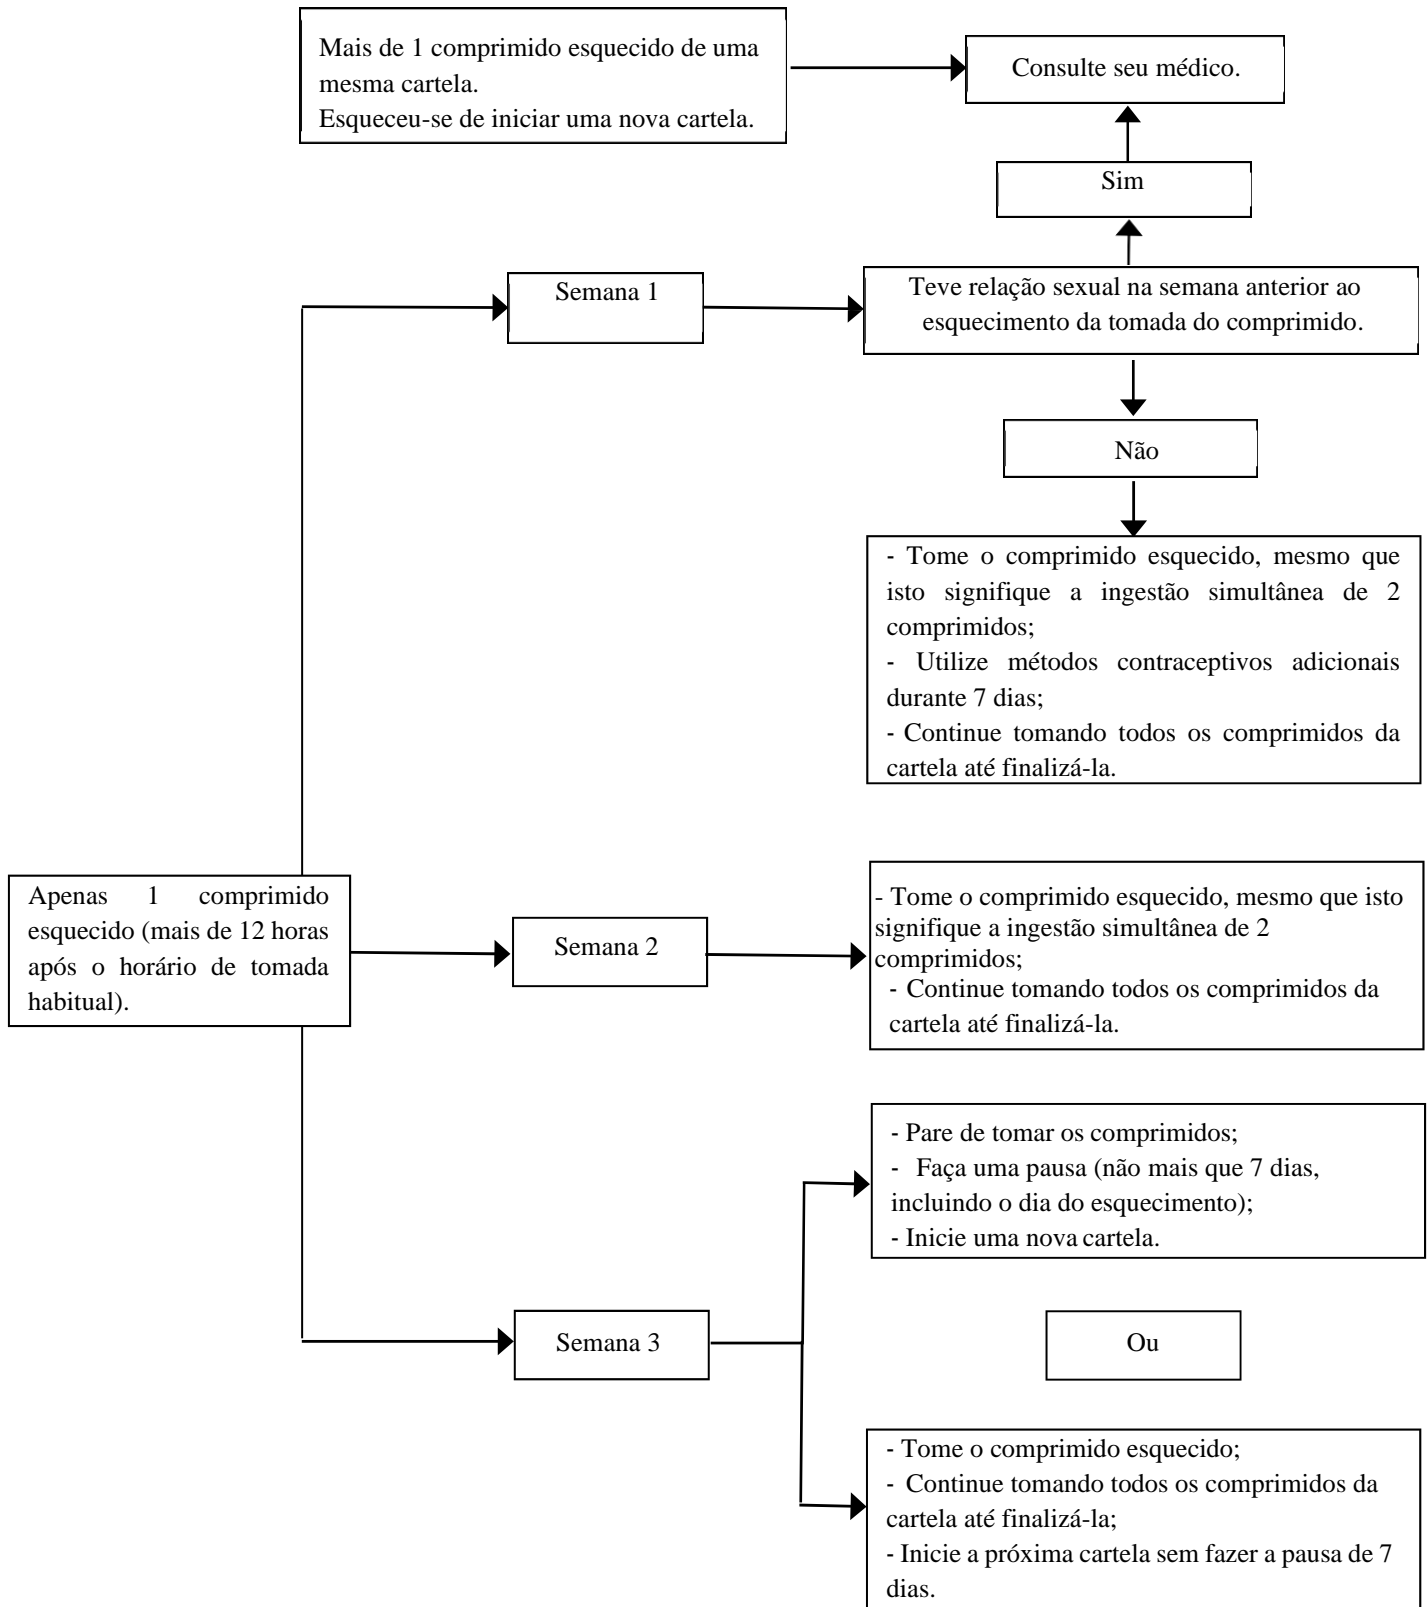 Mais de 1 comprimido esquecido de uma
mesma cartela.
Esqueceu-se de iniciar uma nova cartela.
Consulte seu médico.
Sim
Semana 1
Teve relação sexual na semana anterior ao
esquecimento da tomada do comprimido.
Não
- Tome o comprimido esquecido, mesmo que
isto signifique a ingestão simultânea de 2
comprimidos;
- Utilize métodos contraceptivos adicionais
durante 7 dias;
- Continue tomando todos os comprimidos da
cartela até finalizá-la.
Apenas 1 comprimido
esquecido (mais de 12 horas
após o horário de tomada
habitual).
Semana 2
- Tome o comprimido esquecido, mesmo que isto
signifique a ingestão simultânea de 2
comprimidos;
- Continue tomando todos os comprimidos da
cartela até finalizá-la.
- Pare de tomar os comprimidos;
- Faça uma pausa (não mais que 7 dias,
incluindo o dia do esquecimento);
- Inicie uma nova cartela.
Semana 3
Ou
- Tome o comprimido esquecido;
- Continue tomando todos os comprimidos da
cartela até finalizá-la;
- Inicie a próxima cartela sem fazer a pausa de 7
dias.